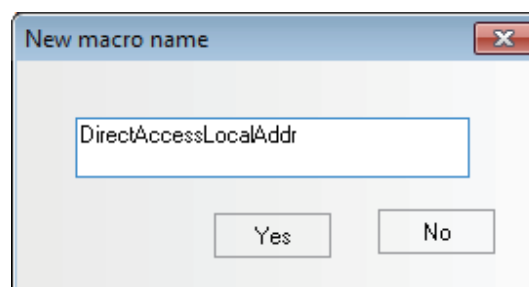 New macro name
DirectAccessLocalAddr
Yes
No